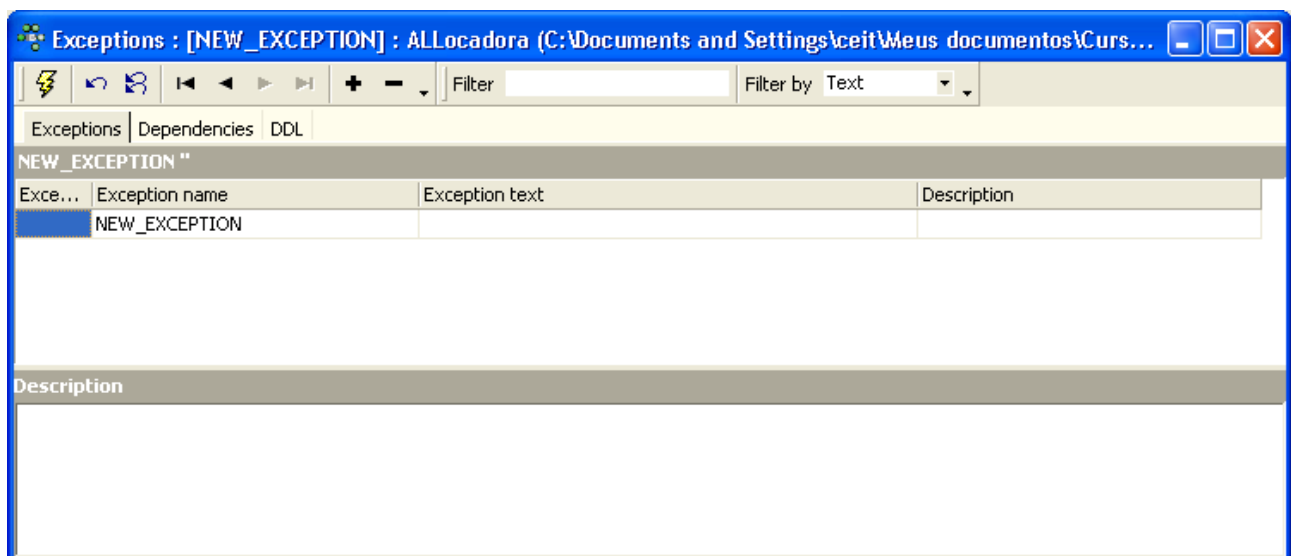 Exceptions : [NEW_EXCEPTION] : ALLocadora (C:\Documents and Settings\ceit\Meus documentos\Curs...
Filter Filter by Text
Exceptions Dependencies DDL
NEW_EXCEPTION ''
Exce... Exception name Exception text Description
NEW_EXCEPTION
Description